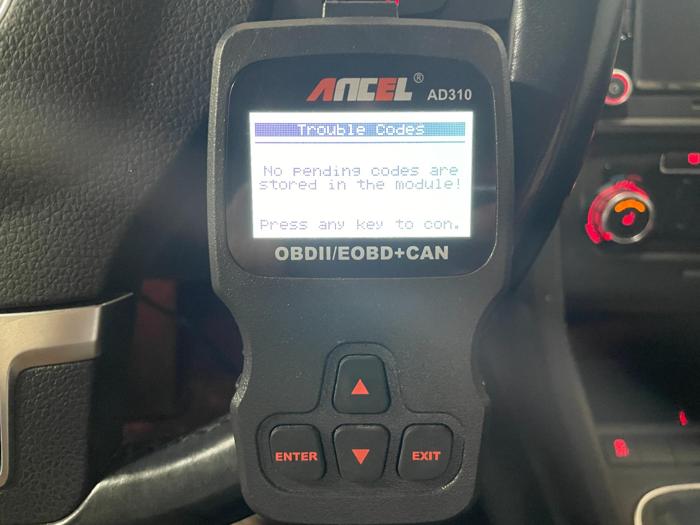 ANCEL®
AD310
Trouble Codes
No pending codes are
stored in the module!
Press any key to con.
OBDII/EOBD+CAN
ENTER
EXIT